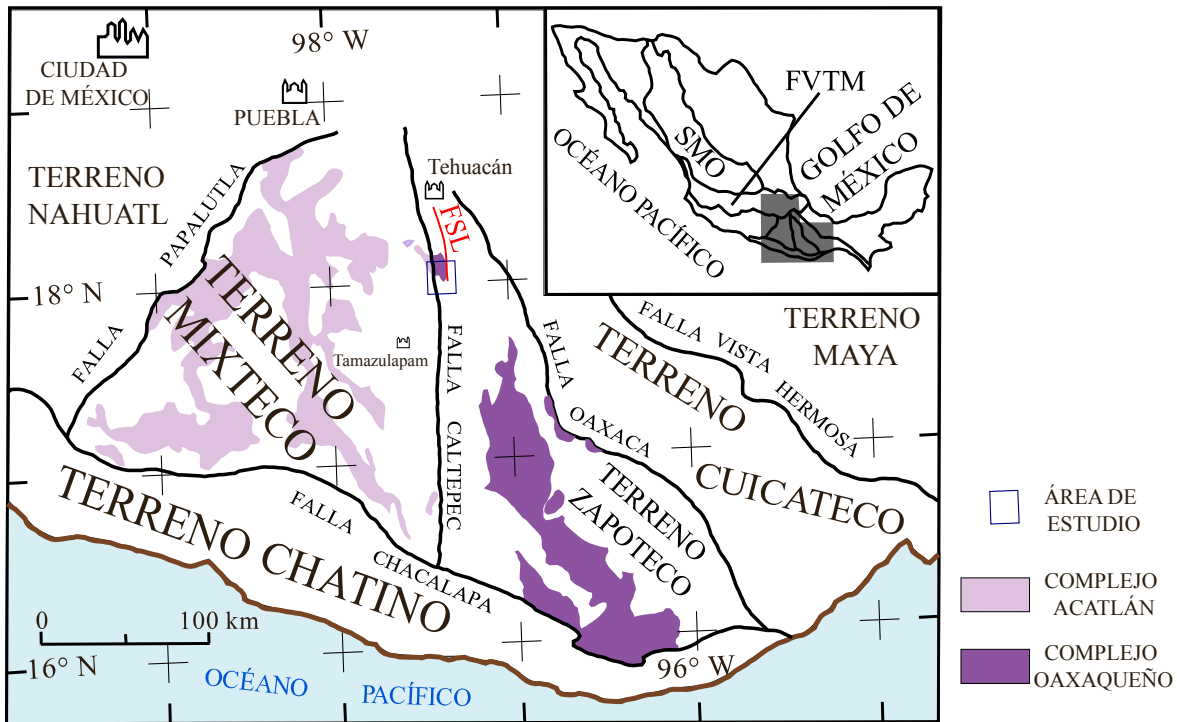 98° W
CIUDAD
DE MÉXICO
PUEBLA
TERRENO
NAHUATL
FALLA PAPALUTLA
Tehuacán
FSL
18° N
TERRENO
MIXTECO
Tamazulapam
FALLA CALTEPEC
FALLA OAXACA
TERRENO
CUICATECO
FALLA VISTA HERMOSA
TERRENO
MAYA
TERRENO
ZAPOTECO
FALLA CHACALAPA
TERRENO CHATINO
0 100 km
16° N
96° W
OCÉANO PACÍFICO
FVTM
SMO
GOLFO DE
MÉXICO
OCÉANO PACÍFICO
ÁREA DE
ESTUDIO
COMPLEJO
ACATLÁN
COMPLEJO
OAXAQUEÑO